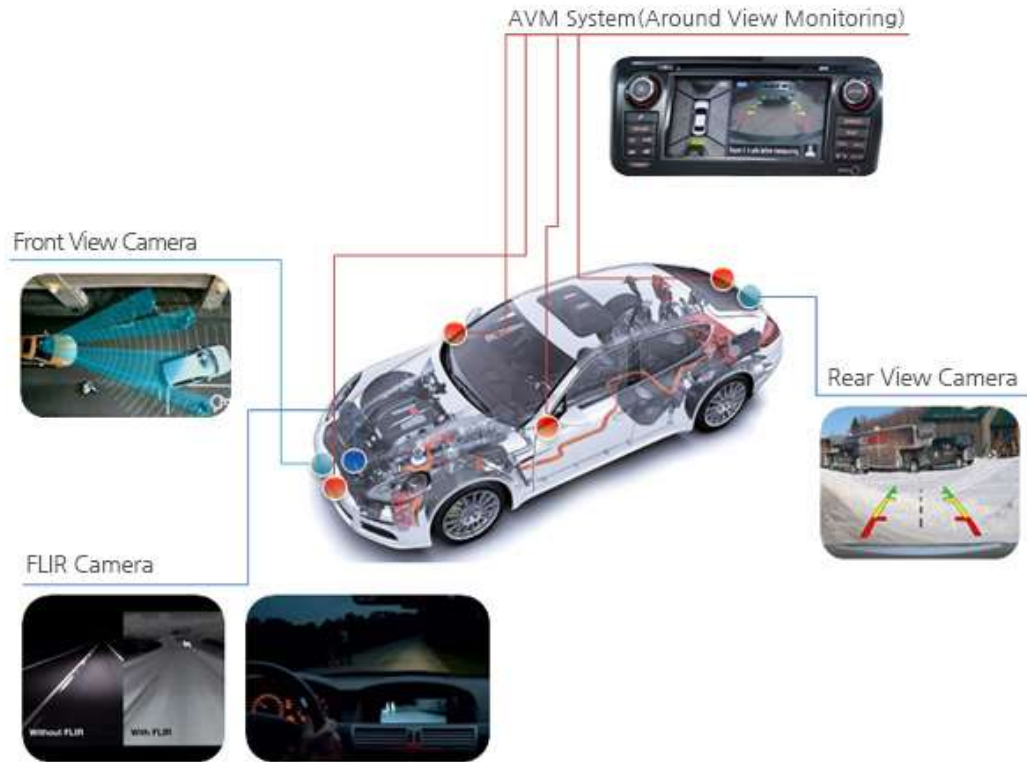 AVM System(Around View Monitoring)
Front View Camera
Rear View Camera
FLIR Camera
Without FLIR
With FLIR